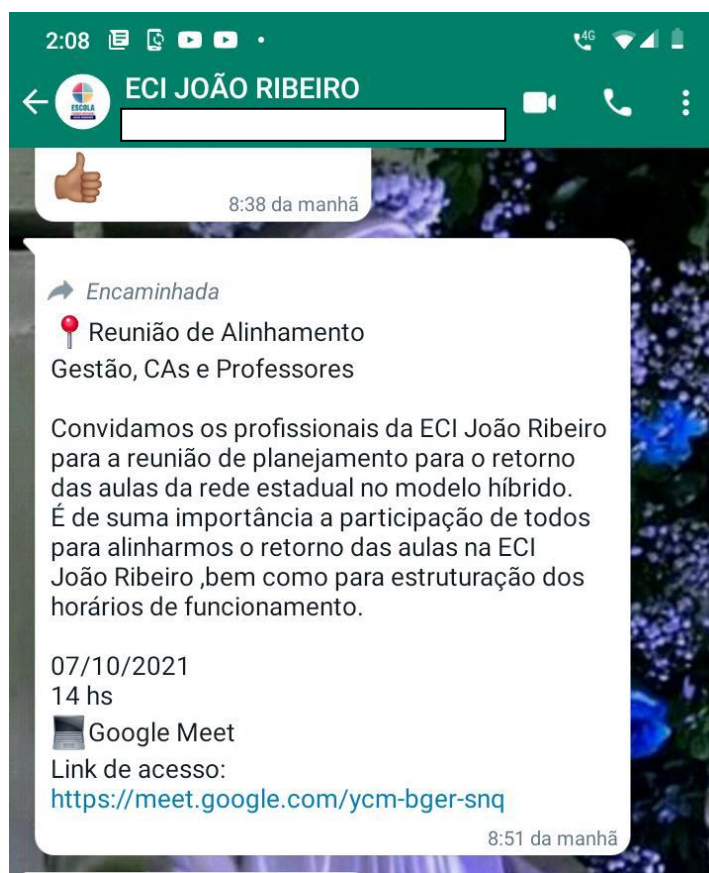 2:08
4G
ECI JOÃO RIBEIRO
ESCOLA
8:38 da manhã
Encaminhada
Reunião de Alinhamento
Gestão, CAs e Professores
Convidamos os profissionais da ECI João Ribeiro
para a reunião de planejamento para o retorno
das aulas da rede estadual no modelo híbrido.
É de suma importância a participação de todos
para alinharmos o retorno das aulas na ECI
João Ribeiro ,bem como para estruturação dos
horários de funcionamento.
07/10/2021
14 hs
Google Meet
Link de acesso:
https://meet.google.com/ycm-bger-snq
8:51 da manhã